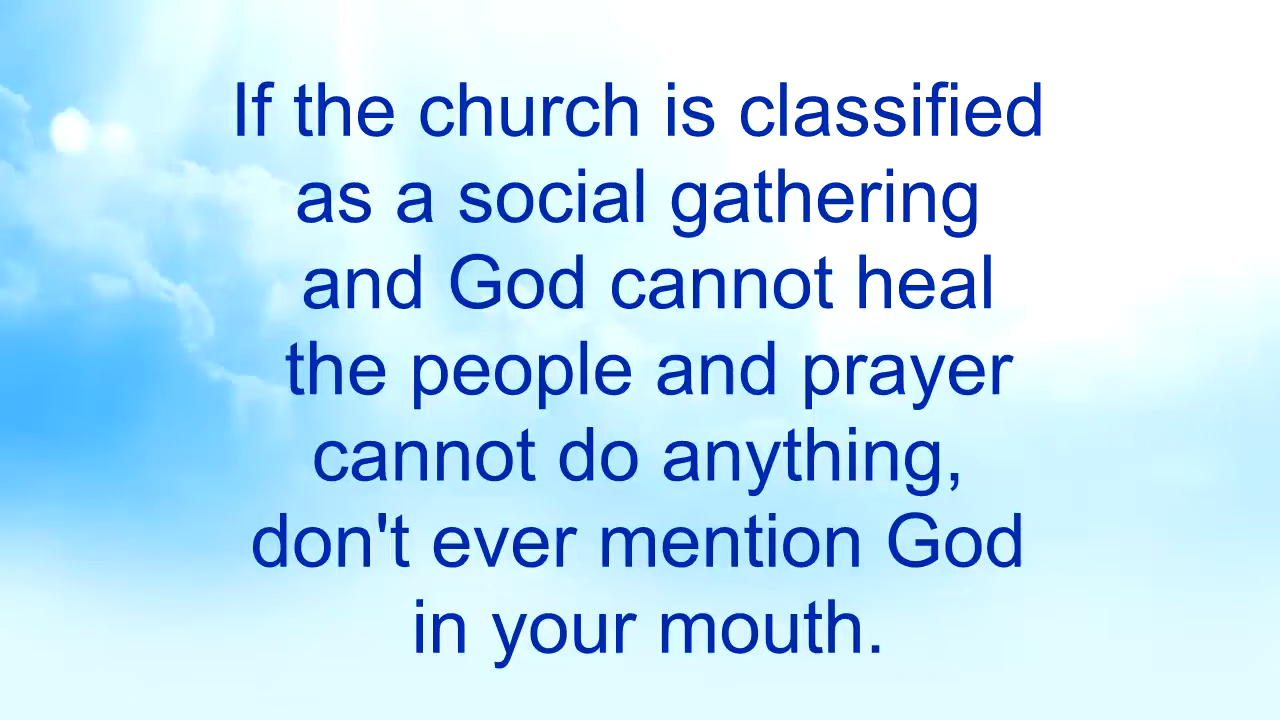 If the church is classified
as a social gathering
and God cannot heal
the people and prayer
cannot do anything,
don't ever mention God
in your mouth.